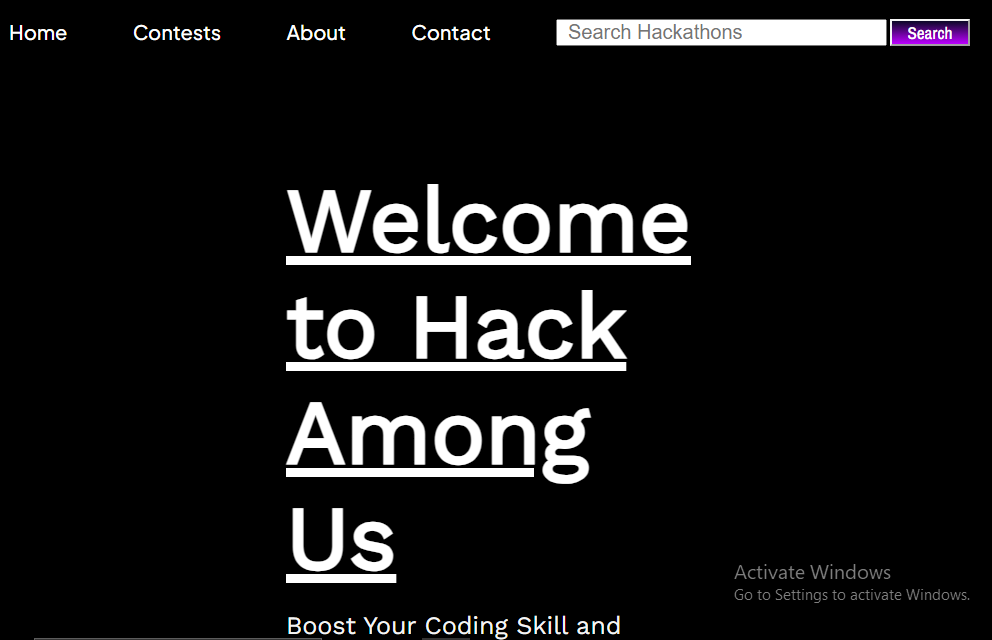 Home Contests About Contact Search Hackathons Search
Welcome
to Hack
Among
Us
Activate Windows
Go to Settings to activate Windows.
Boost Your Coding Skill and